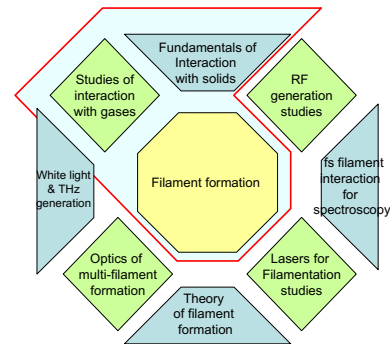 Fundamentals of
Interaction
with solids
Studies of
interaction
with gases
RF
generation
studies
White light
& THz
generation
Filament formation
fs filament
interaction
for
spectroscopy
Optics of
multi-filament
formation
Lasers for
Filamentation
studies
Theory
of filament
formation